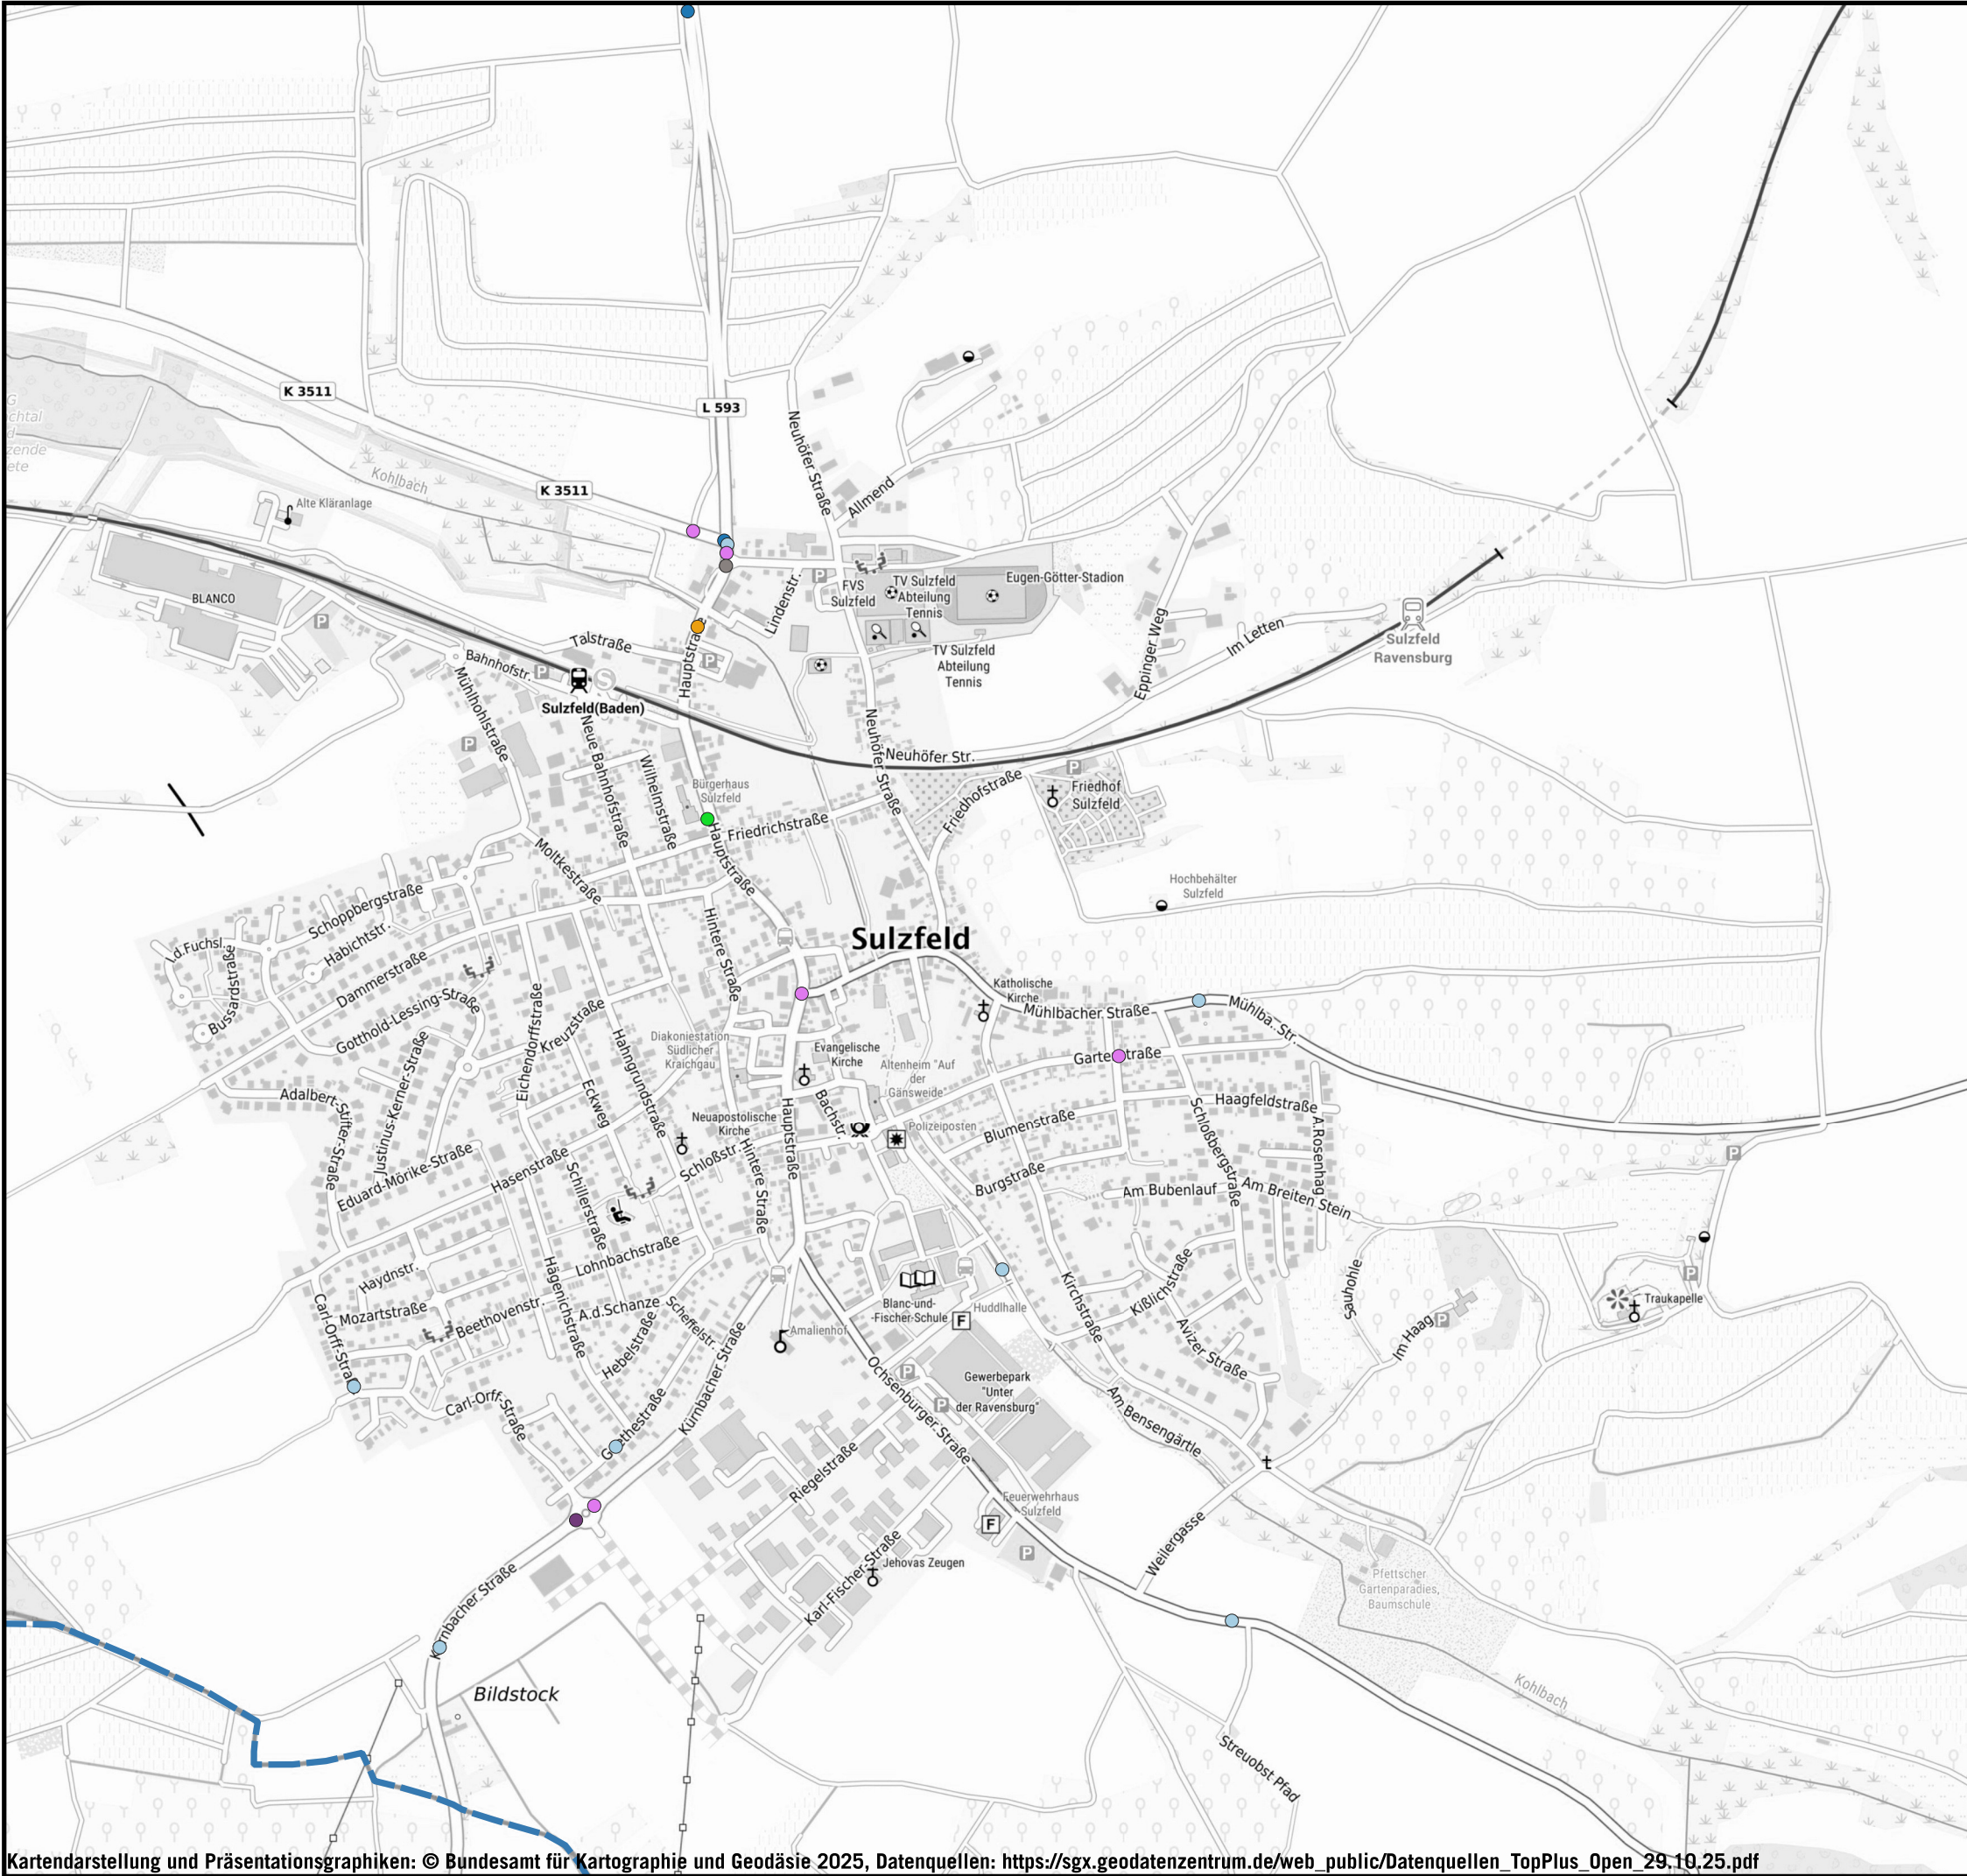 K 3511
L 593
G
chtal
d
zende
ete
Kohlbach
K 3511
Neuhöfer Straße
Allmend
Alte Kläranlage
BLANCO
FVS
Sulzfeld
TV Sulzfeld
Abteilung
Tennis
Eugen-Götter-Stadion
Lindenstr.
Talstraße
Hauptstraße
TV Sulzfeld
Abteilung
Tennis
Eppinger Weg
Im Letten
Sulzfeld
Ravensburg
Bahnhofstr.
Mühlhohlstraße
Sulzfeld(Baden)
Neue Bahnhofstraße
Wilhelmstraße
Neuhöfer Straße
Neuhöfer Str.
Bürgerhaus
Sulzfeld
Friedrichstraße
Friedhofstraße
Friedhof
Sulzfeld
Moltkestraße
Hauptstraße
Hochbehälter
Sulzfeld
Schoppbergstraße
Habichtstr.
I.d.Fuchsl.
Bussardstraße
Dammerstraße
Hintere Straße
Sulzfeld
Gotthold-Lessing-Straße
Katholische
Kirche
Mühlbacher Straße
Mühlba. Str.
Eichendorffstraße
Kreuzstraße
Hahngrundstraße
Diakoniestation
Südlicher
Kraichgau
Evangelische
Kirche
Altenheim "Auf
der
Gänsweide"
Gartenstraße
Justinus-Kerner-Straße
Adalbert-Stifter-Straße
Eckweg
Neuapostolische
Kirche
Hauptstraße
Bachstr.
Polizeiposten
Blumenstraße
Haagfeldstraße
Schloßbergstraße
A.Rosenhag
Eduard-Mörike-Straße
Hasenstraße
Schillerstraße
Schloßstr.
Hintere Straße
Burgstraße
Am Bubenlauf
Am Breiten Stein
Lohnbachstraße
Hägenichstraße
Haydnstr.
Mozartstraße
Beethovenstr.
A.d.Schanze
Scheffelstr.
Hebelstraße
Carl-Orff-Straß
Blanc-und-
-Fischer-Schule
Huddlhalle
F
Kirchstraße
Kißlichstraße
Avizer Straße
Sauhohle
Im Haag
Traukapelle
Amalienhof
Kürnbacher Straße
Ochsenburger Straße
Gewerbepark
"Unter
der Ravensburg"
Am Bensengärtle
Carl-Orff-Straße
Goethestraße
Riegelstraße
Feuerwehrhaus
Sulzfeld
F
Weilergasse
Karl-Fischer-Straße
Jehovas Zeugen
Pfettscher
Gartenparadies,
Baumschule
Kürnbacher Straße
Bildstock
Kohlbach
Streuobst Pfad
Kartendarstellung und Präsentationsgraphiken: © Bundesamt für Kartographie und Geodäsie 2025, Datenquellen: https://sgx.geodatenzentrum.de/web_public/Datenquellen_TopPlus_Open_29.10.25.pdf